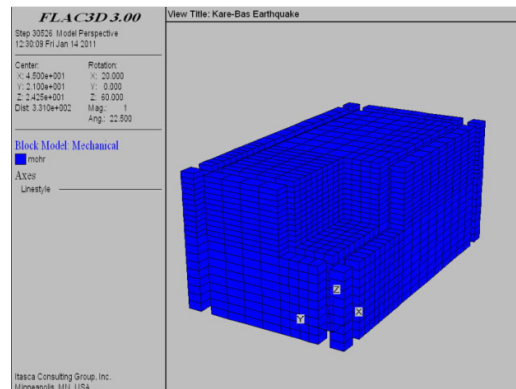 FLAC3D 3.00
Step 30526 Model Perspective
12:30:09 Fri Jan 14 2011
Center:
X: 4.500e+001
Y: 2.100e+001
Z: 2.425e+001
Dist: 3.310e+002
Rotation:
X: 20.000
Y: 0.000
Z: 60.000
Mag.: 1
Ang.: 22.500
Block Model: Mechanical
mohr
Axes
Linestyle
Itasca Consulting Group, Inc.
Minneapolis, MN USA
View Title: Kare-Bas Earthquake
Z
X
Y